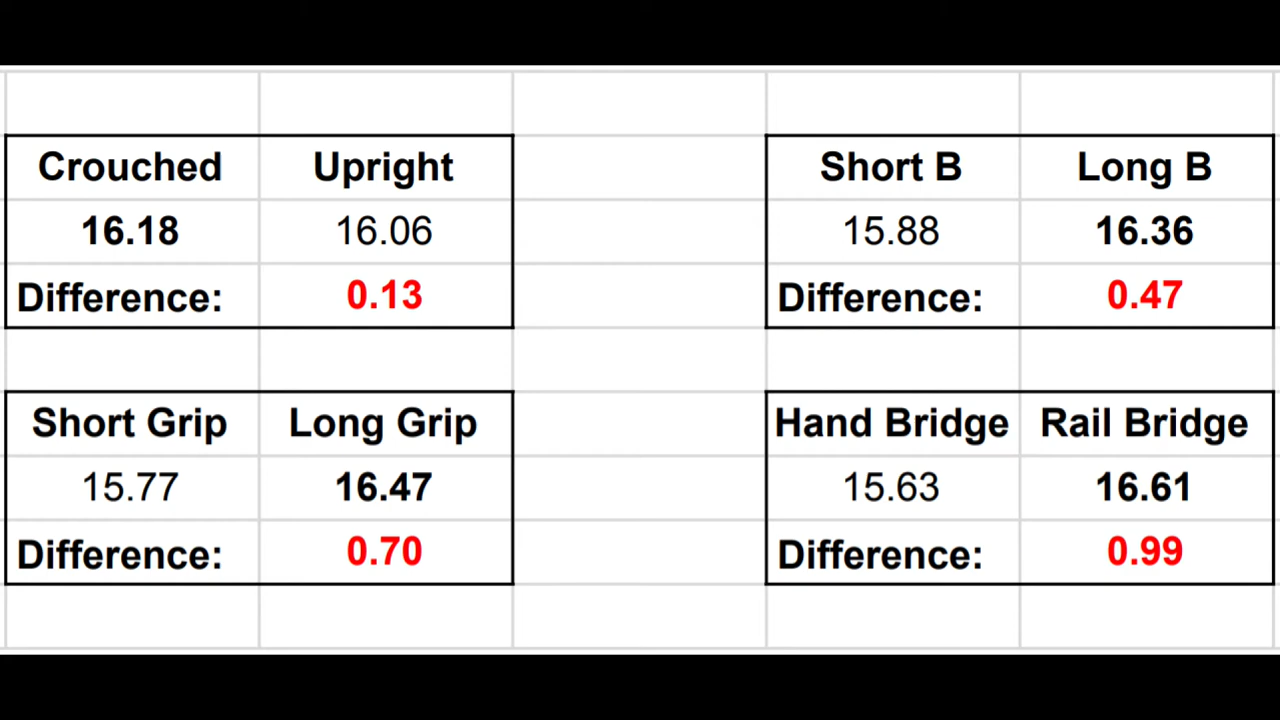 Crouched Upright
16.18 16.06
Difference: 0.13
Short B Long B
15.88 16.36
Difference: 0.47
Short Grip Long Grip
15.77 16.47
Difference: 0.70
Hand Bridge Rail Bridge
15.63 16.61
Difference: 0.99